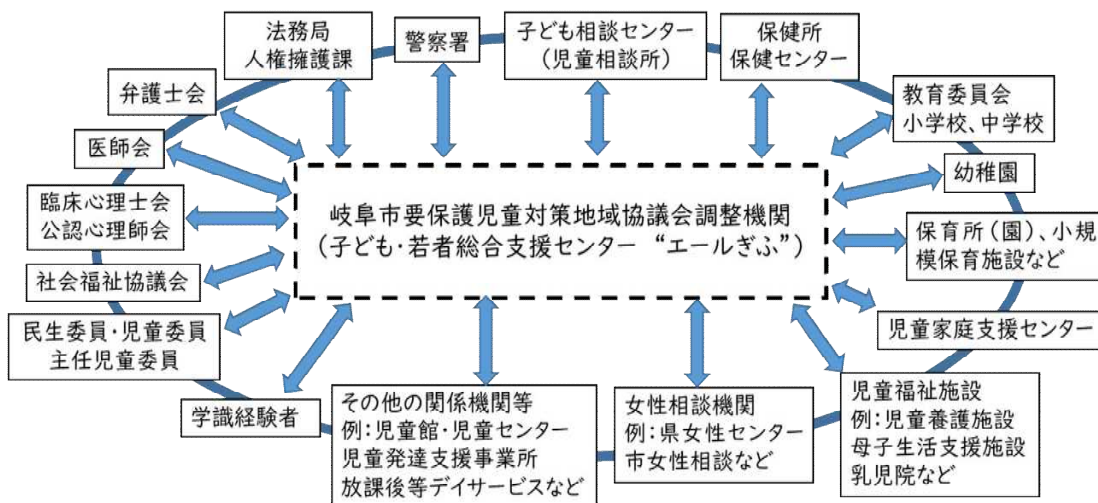 法務局
人権擁護課
警察署
子ども相談センター
(児童相談所)
保健所
保健センター
弁護士会
教育委員会
小学校、中学校
医師会
幼稚園
臨床心理士会
公認心理師会
岐阜市要保護児童対策地域協議会調整機関
(子ども・若者総合支援センター “エールぎふ”)
保育所(園)、小規
模保育施設など
社会福祉協議会
民生委員・児童委員
主任児童委員
児童家庭支援センター
学識経験者
その他の関係機関等
例:児童館・児童センター
児童発達支援事業所
放課後等デイサービスなど
女性相談機関
例:県女性センター
市女性相談など
児童福祉施設
例:児童養護施設
母子生活支援施設
乳児院など